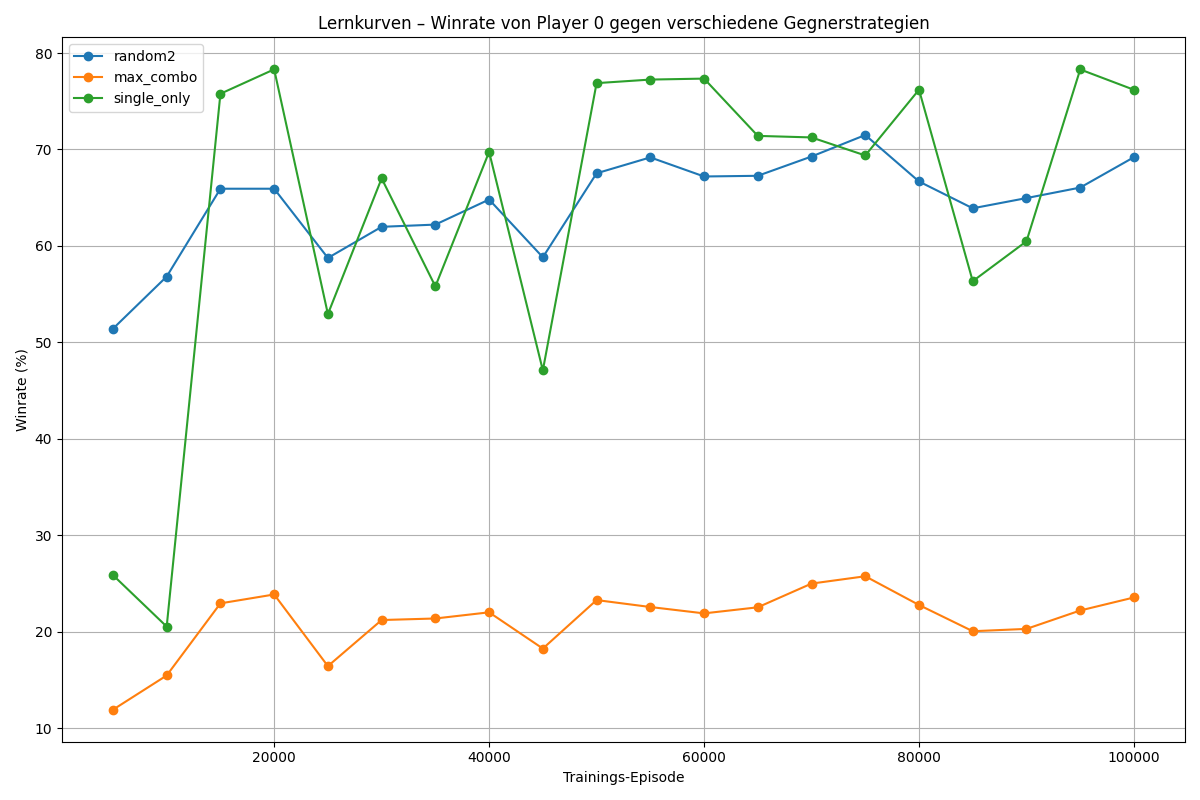 Lernkurven – Winrate von Player 0 gegen verschiedene Gegnerstrategien
random2
max_combo
single_only
Winrate (%)
80
70
60
50
40
30
20
10
20000 40000 60000 80000 100000
Trainings-Episode